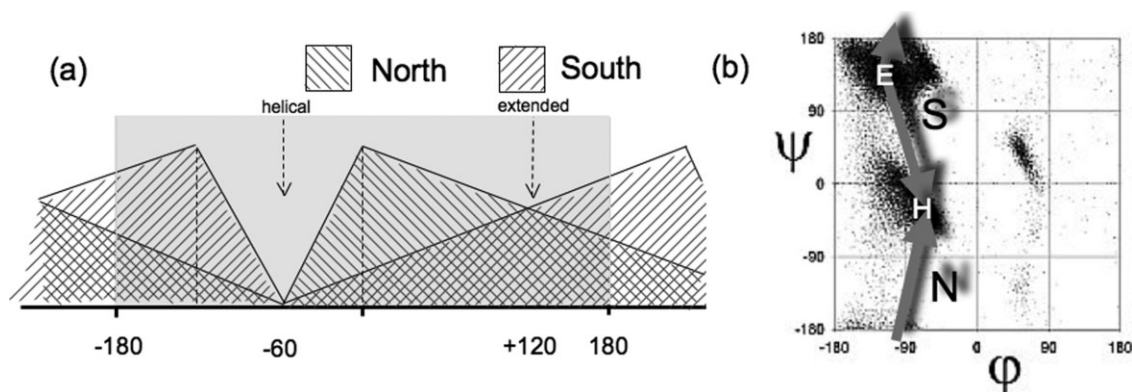 (a)
North
South
(b)
helical
extended
-180
-60
+120
180
180
90
0
-90
-180
ψ
E
S
H
N
-180
-90
0
90
180
φ